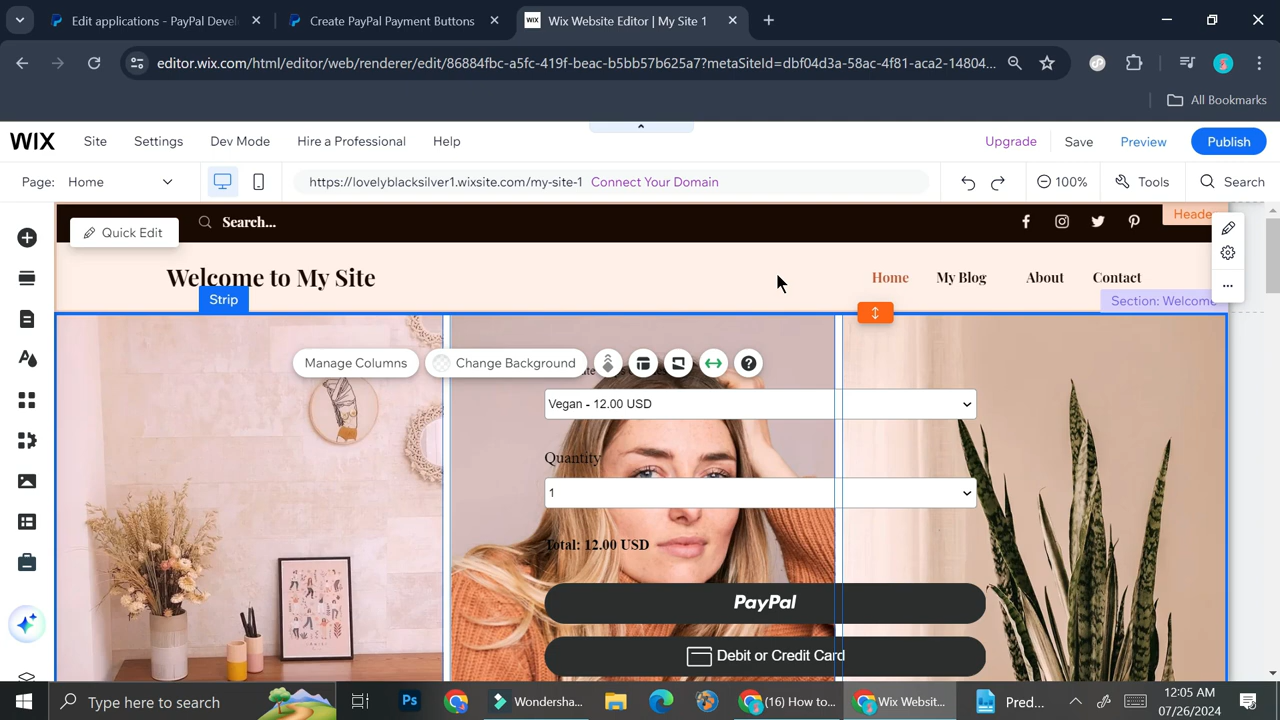 Edit applications - PayPal Devel
Create PayPal Payment Buttons
WIX
Wix Website Editor | My Site 1
editor.wix.com/html/editor/web/renderer/edit/86884fbc-a5fc-419f-beac-b5bb57b625a7?metaSiteId=dbf04d3a-58ac-4f81-aca2-14804...
All Bookmarks
WIX
Site
Settings
Dev Mode
Hire a Professional
Help
Upgrade
Save
Preview
Publish
Page: Home
https://lovelyblacksilver1.wixsite.com/my-site-1 Connect Your Domain
100%
Tools
Search
Quick Edit
Search...
Heade
Welcome to My Site
Home
My Blog
About
Contact
Strip
Section: Welcome
Manage Columns
Change Background
?
Vegan - 12.00 USD
Quantity
1
Total: 12.00 USD
PayPal
Debit or Credit Card
Type here to search
Ps
Wondersha...
(16) How to...
Wix Websit...
Pred...
12:05 AM
07/26/2024